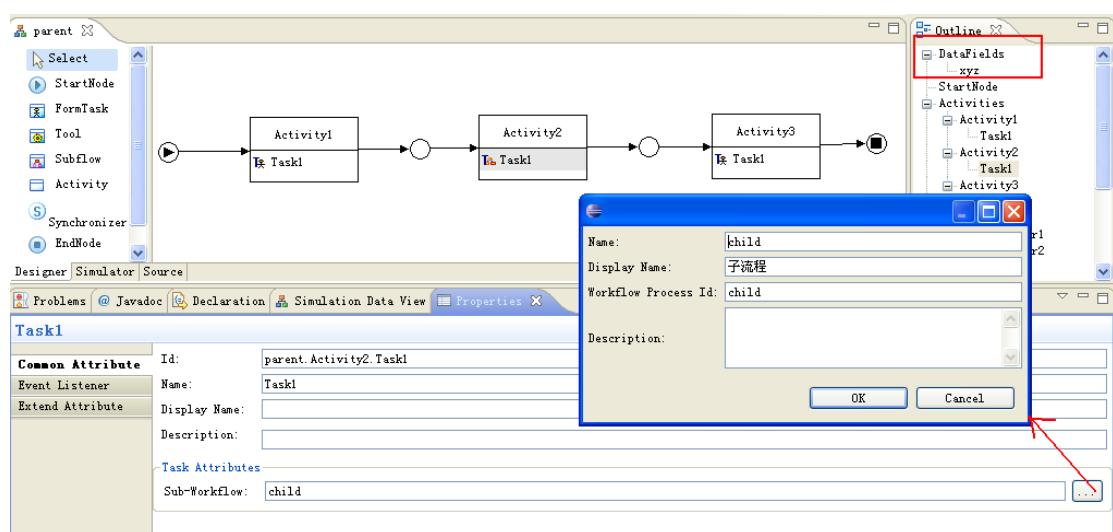 parent
Outline
Select
StartNode
FormTask
Tool
Subflow
Activity
Synchronizer
EndNode
Activity1
Task1
Activity2
Task1
Activity3
Task1
DataFields
xyz
StartNode
Activities
Activity1
Task1
Activity2
Task1
Activity3
r1
r2
Designer
Simulator
Source
Name:
child
Display Name:
子流程
Workflow Process Id:
child
Description:
OK
Cancel
Problems
@ Javadoc
Declaration
Simulation Data View
Properties
Task1
Common Attribute
Event Listener
Extend Attribute
Id:
parent.Activity2.Task1
Name:
Task1
Display Name:
Description:
Task Attributes
Sub-Workflow:
child
...